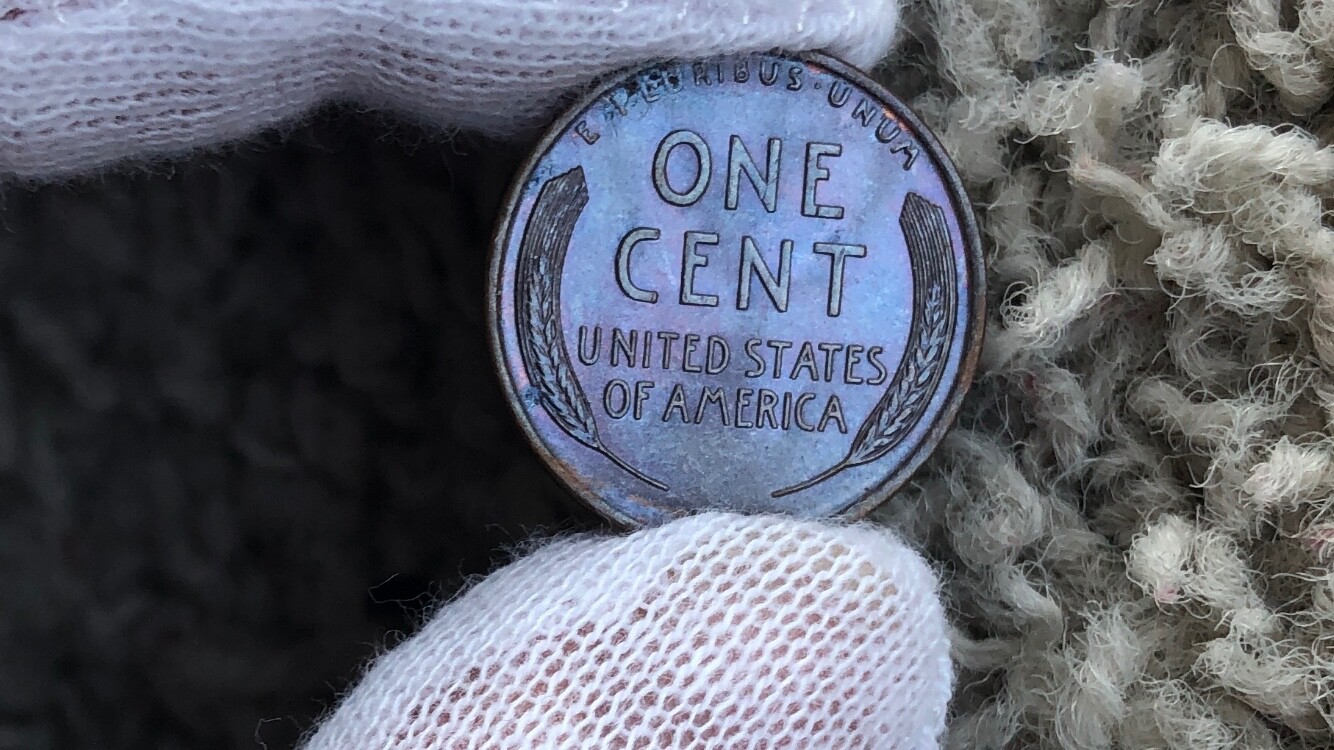 E PLURIBUS·UNUM
ONE
CENT
UNITED STATES
OF AMERICA